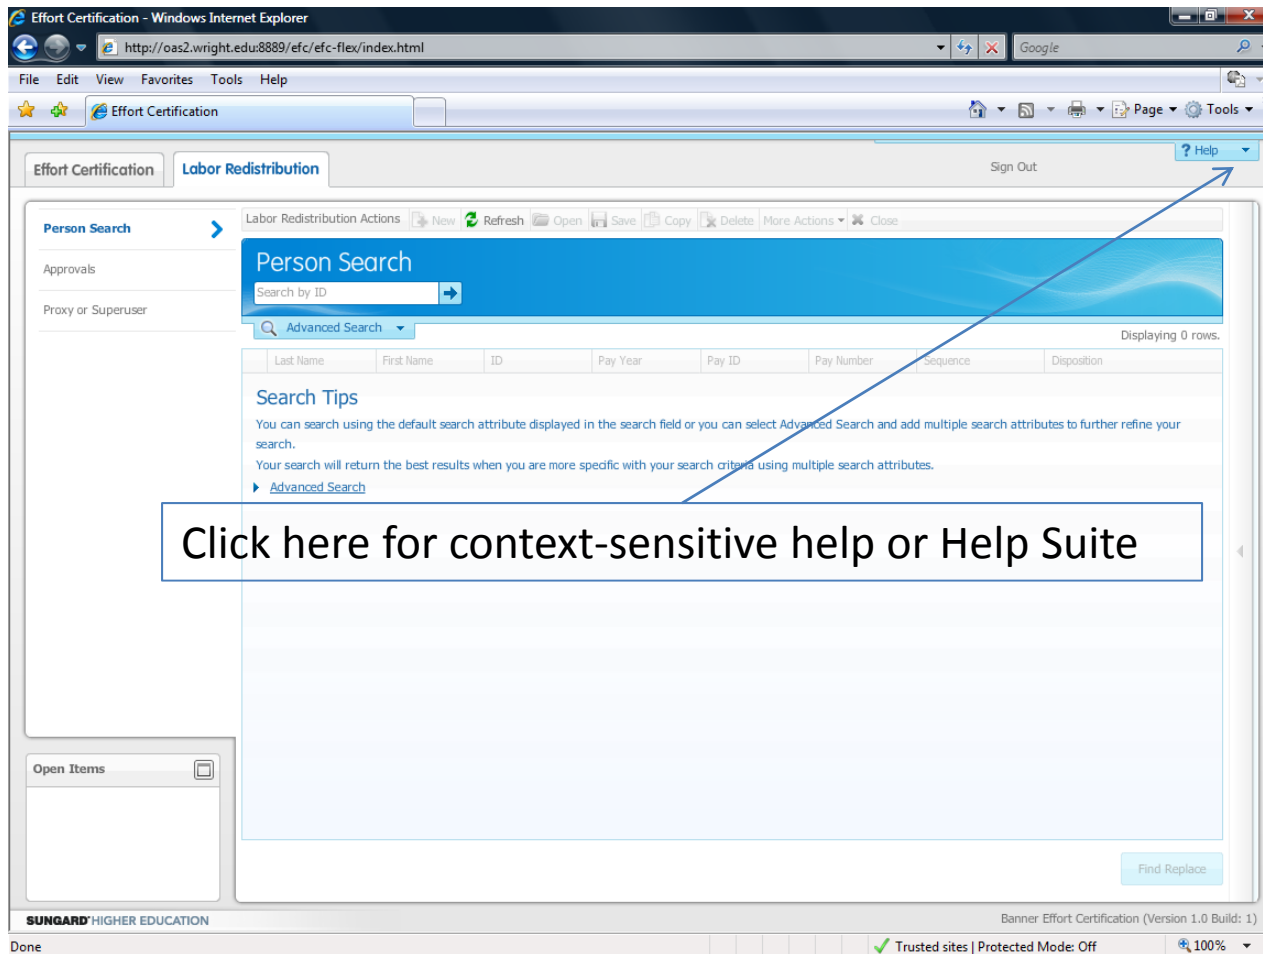 Effort Certification - Windows Internet Explorer
http://oas2.wright.edu:8889/efc/efc-flex/index.html
Google
File Edit View Favorites Tools Help
Effort Certification
Page Tools
Effort Certification
Labor Redistribution
Sign Out
? Help
Person Search
Approvals
Proxy or Superuser
Labor Redistribution Actions New Refresh Open Save Copy Delete More Actions Close
Person Search
Search by ID
Advanced Search
Displaying 0 rows.
Last Name First Name ID Pay Year Pay ID Pay Number Sequence Disposition
Search Tips
You can search using the default search attribute displayed in the search field or you can select Advanced Search and add multiple search attributes to further refine your
search.
Your search will return the best results when you are more specific with your search criteria using multiple search attributes.
Advanced Search
Click here for context-sensitive help or Help Suite
Open Items
Find Replace
SUNGARD' HIGHER EDUCATION
Banner Effort Certification (Version 1.0 Build: 1)
Done
Trusted sites | Protected Mode: Off
100%